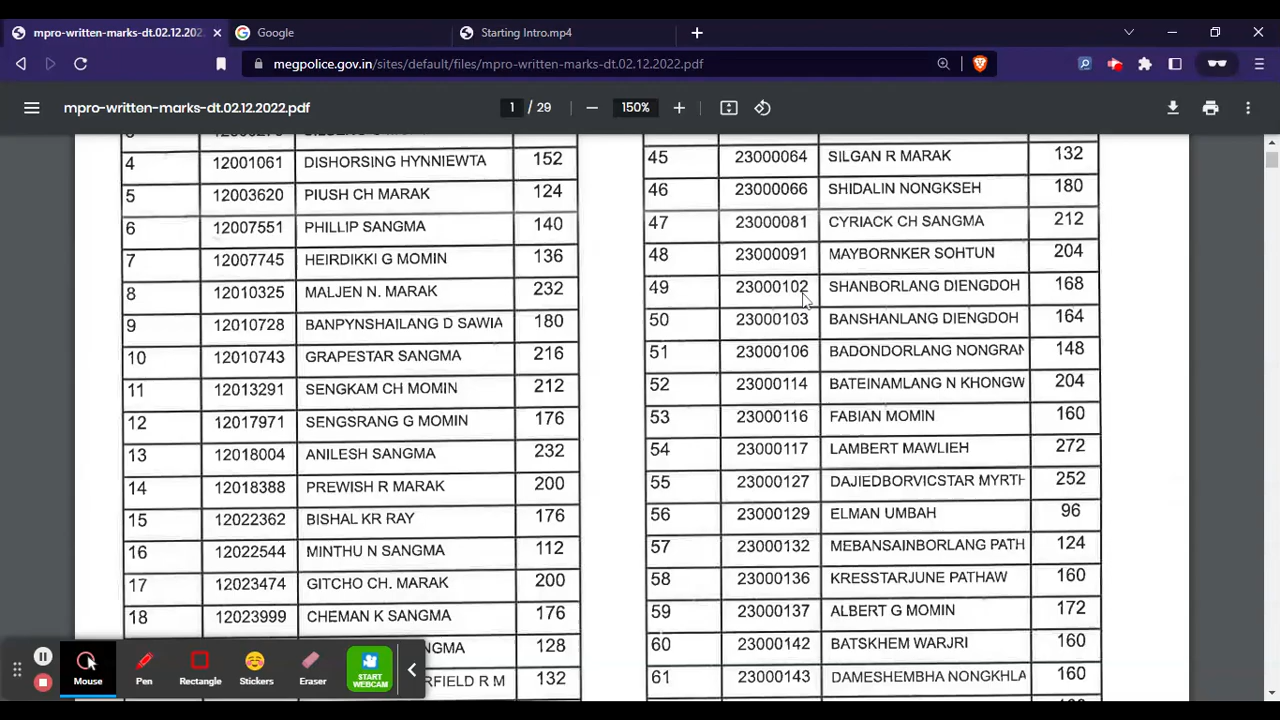 mpro-written-marks-dt.02.12.202
Google
Starting Intro.mp4
megpolice.gov.in/sites/default/files/mpro-written-marks-dt.02.12.2022.pdf
mpro-written-marks-dt.02.12.2022.pdf
1 / 29
150%
4 12001061 DISHORSING HYNNIEWTA 152
5 12003620 PIUSH CH MARAK 124
6 12007551 PHILLIP SANGMA 140
7 12007745 HEIRDIKKI G MOMIN 136
8 12010325 MALJEN N. MARAK 232
9 12010728 BANPYNSHAILANG D SAWIA 180
10 12010743 GRAPESTAR SANGMA 216
11 12013291 SENGKAM CH MOMIN 212
12 12017971 SENGSRANG G MOMIN 176
13 12018004 ANILESH SANGMA 232
14 12018388 PREWISH R MARAK 200
15 12022362 BISHAL KR RAY 176
16 12022544 MINTHU N SANGMA 112
17 12023474 GITCHO CH. MARAK 200
18 12023999 CHEMAN K SANGMA 176
NGMA 128
RFIELD R M 132
45 23000064 SILGAN R MARAK 132
46 23000066 SHIDALIN NONGKSEH 180
47 23000081 CYRIACK CH SANGMA 212
48 23000091 MAYBORNKER SOHTUN 204
49 23000102 SHANBORLANG DIENGDOH 168
50 23000103 BANSHANLANG DIENGDOH 164
51 23000106 BADONDORLANG NONGRAN 148
52 23000114 BATEINAMLANG N KHONGW 204
53 23000116 FABIAN MOMIN 160
54 23000117 LAMBERT MAWLIEH 272
55 23000127 DAJIEDBORVICSTAR MYRTH 252
56 23000129 ELMAN UMBAH 96
57 23000132 MEBANSAINBORLANG PATH 124
58 23000136 KRESSTARJUNE PATHAW 160
59 23000137 ALBERT G MOMIN 172
60 23000142 BATSKHEM WARJRI 160
61 23000143 DAMESHEMBHA NONGKHLA 160
Mouse
Pen
Rectangle
Stickers
Eraser
START
WEBCAM